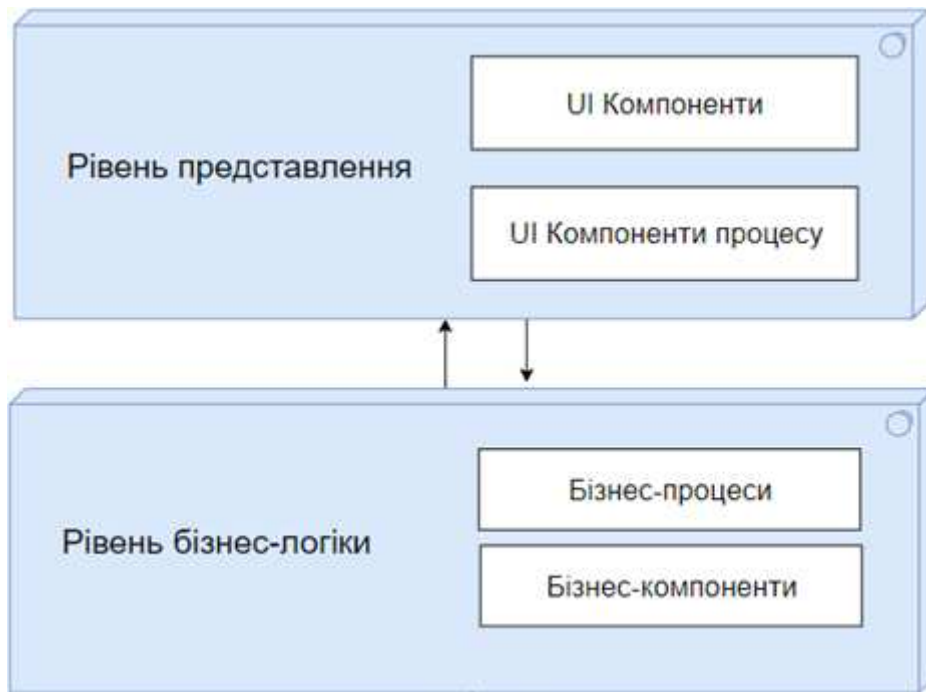 UI Компоненти
Рівень представлення
UI Компоненти процесу
Бізнес-процеси
Рівень бізнес-логіки
Бізнес-компоненти